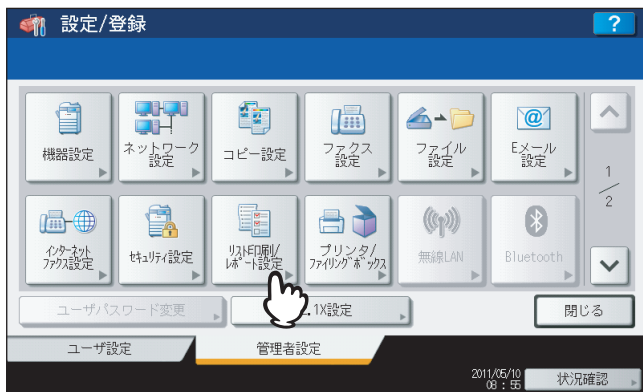 設定/登録
?
機器設定
ネットワーク
設定
コピー設定
ファクス
設定
ファイル
設定
Eメール
設定
1
2
インターネット
ファクス設定
セキュリティ設定
リスト印刷/
レポート設定
プリンタ/
ファイリングボックス
無線LAN
Bluetooth
ユーザパスワード変更
.1X設定
閉じる
ユーザ設定
管理者設定
2011/05/10
08:55
状況確認